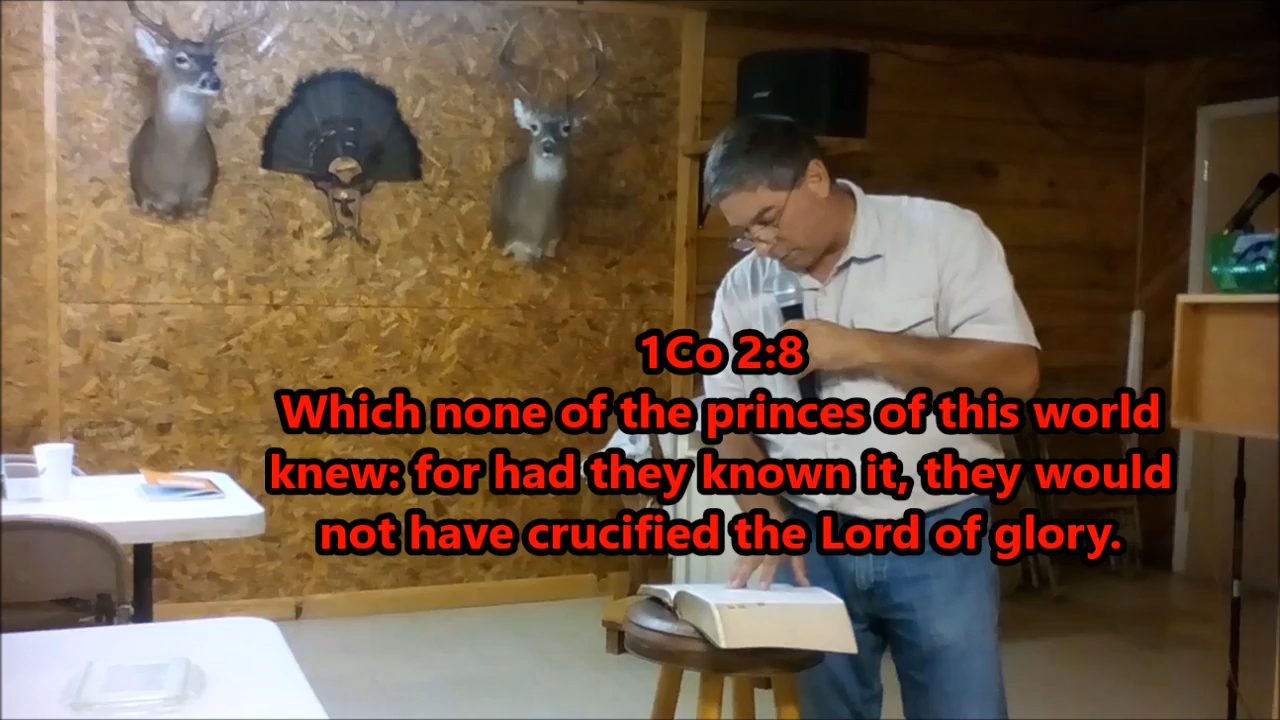 BOSE
1Co 2:8
Which none of the princes of this world
knew: for had they known it, they would
not have crucified the Lord of glory.